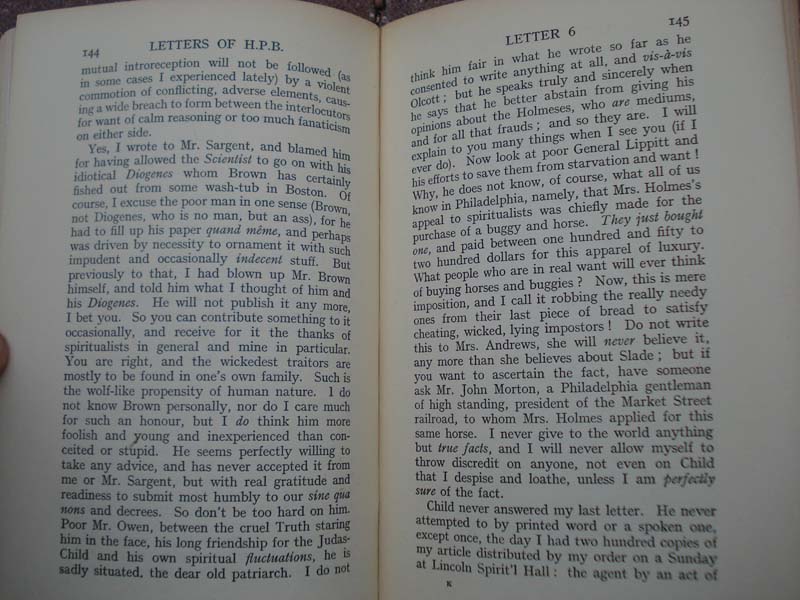 144 LETTERS OF H.P.B.
mutual introreception will not be followed (as
in some cases I experienced lately) by a violent
commotion of conflicting, adverse elements, caus-
ing a wide breach to form between the interlocutors
for want of calm reasoning or too much fanaticism
on either side.
Yes, I wrote to Mr. Sargent, and blamed him
for having allowed the Scientist to go on with his
idiotical Diogenes whom Brown has certainly
fished out from some wash-tub in Boston. Of
course, I excuse the poor man in one sense (Brown,
not Diogenes, who is no man, but an ass), for he
had to fill up his paper quand même, and perhaps
was driven by necessity to ornament it with such
impudent and occasionally indecent stuff. But
previously to that, I had blown up Mr. Brown
himself, and told him what I thought of him and
his Diogenes. He will not publish it any more,
I bet you. So you can contribute something to it
occasionally, and receive for it the thanks of
spiritualists in general and mine in particular.
You are right, and the wickedest traitors are
mostly to be found in one's own family. Such is
the wolf-like propensity of human nature. I do
not know Brown personally, nor do I care much
for such an honour, but I do think him more
foolish and young and inexperienced than con-
ceited or stupid. He seems perfectly willing to
take any advice, and has never accepted it from
me or Mr. Sargent, but with real gratitude and
readiness to submit most humbly to our sine qua
nons and decrees. So don't be too hard on him.
Poor Mr. Owen, between the cruel Truth staring
him in the face, his long friendship for the Judas-
Child and his own spiritual fluctuations, he is
sadly situated, the dear old patriarch. I do not
LETTER 6 145
think him fair in what he wrote so far as he
consented to write anything at all, and vis-à-vis
Olcott; but he speaks truly and sincerely when
he says that he better abstain from giving his
opinions about the Holmeses, who are mediums,
and for all that frauds; and so they are. I will
explain to you many things when I see you (if I
ever do). Now look at poor General Lippitt and
his efforts to save them from starvation and want!
Why, he does not know, of course, what all of us
know in Philadelphia, namely, that Mrs. Holmes's
appeal to spiritualists was chiefly made for the
purchase of a buggy and horse. They just bought
one, and paid between one hundred and fifty to
two hundred dollars for this apparel of luxury.
What people who are in real want will ever think
of buying horses and buggies? Now, this is mere
imposition, and I call it robbing the really needy
ones from their last piece of bread to satisfy
cheating, wicked, lying impostors! Do not write
this to Mrs. Andrews, she will never believe it,
any more than she believes about Slade; but if
you want to ascertain the fact, have someone
ask Mr. John Morton, a Philadelphia gentleman
of high standing, president of the Market Street
railroad, to whom Mrs. Holmes applied for this
same horse. I never give to the world anything
but true facts, and I will never allow myself to
throw discredit on anyone, not even on Child
that I despise and loathe, unless I am perfectly
sure of the fact.
Child never answered my last letter. He never
attempted to by printed word or a spoken one,
except once, the day I had two hundred copies of
my article distributed by my order on a Sunday
at Lincoln Spirit'l Hall: the agent by an act of
K